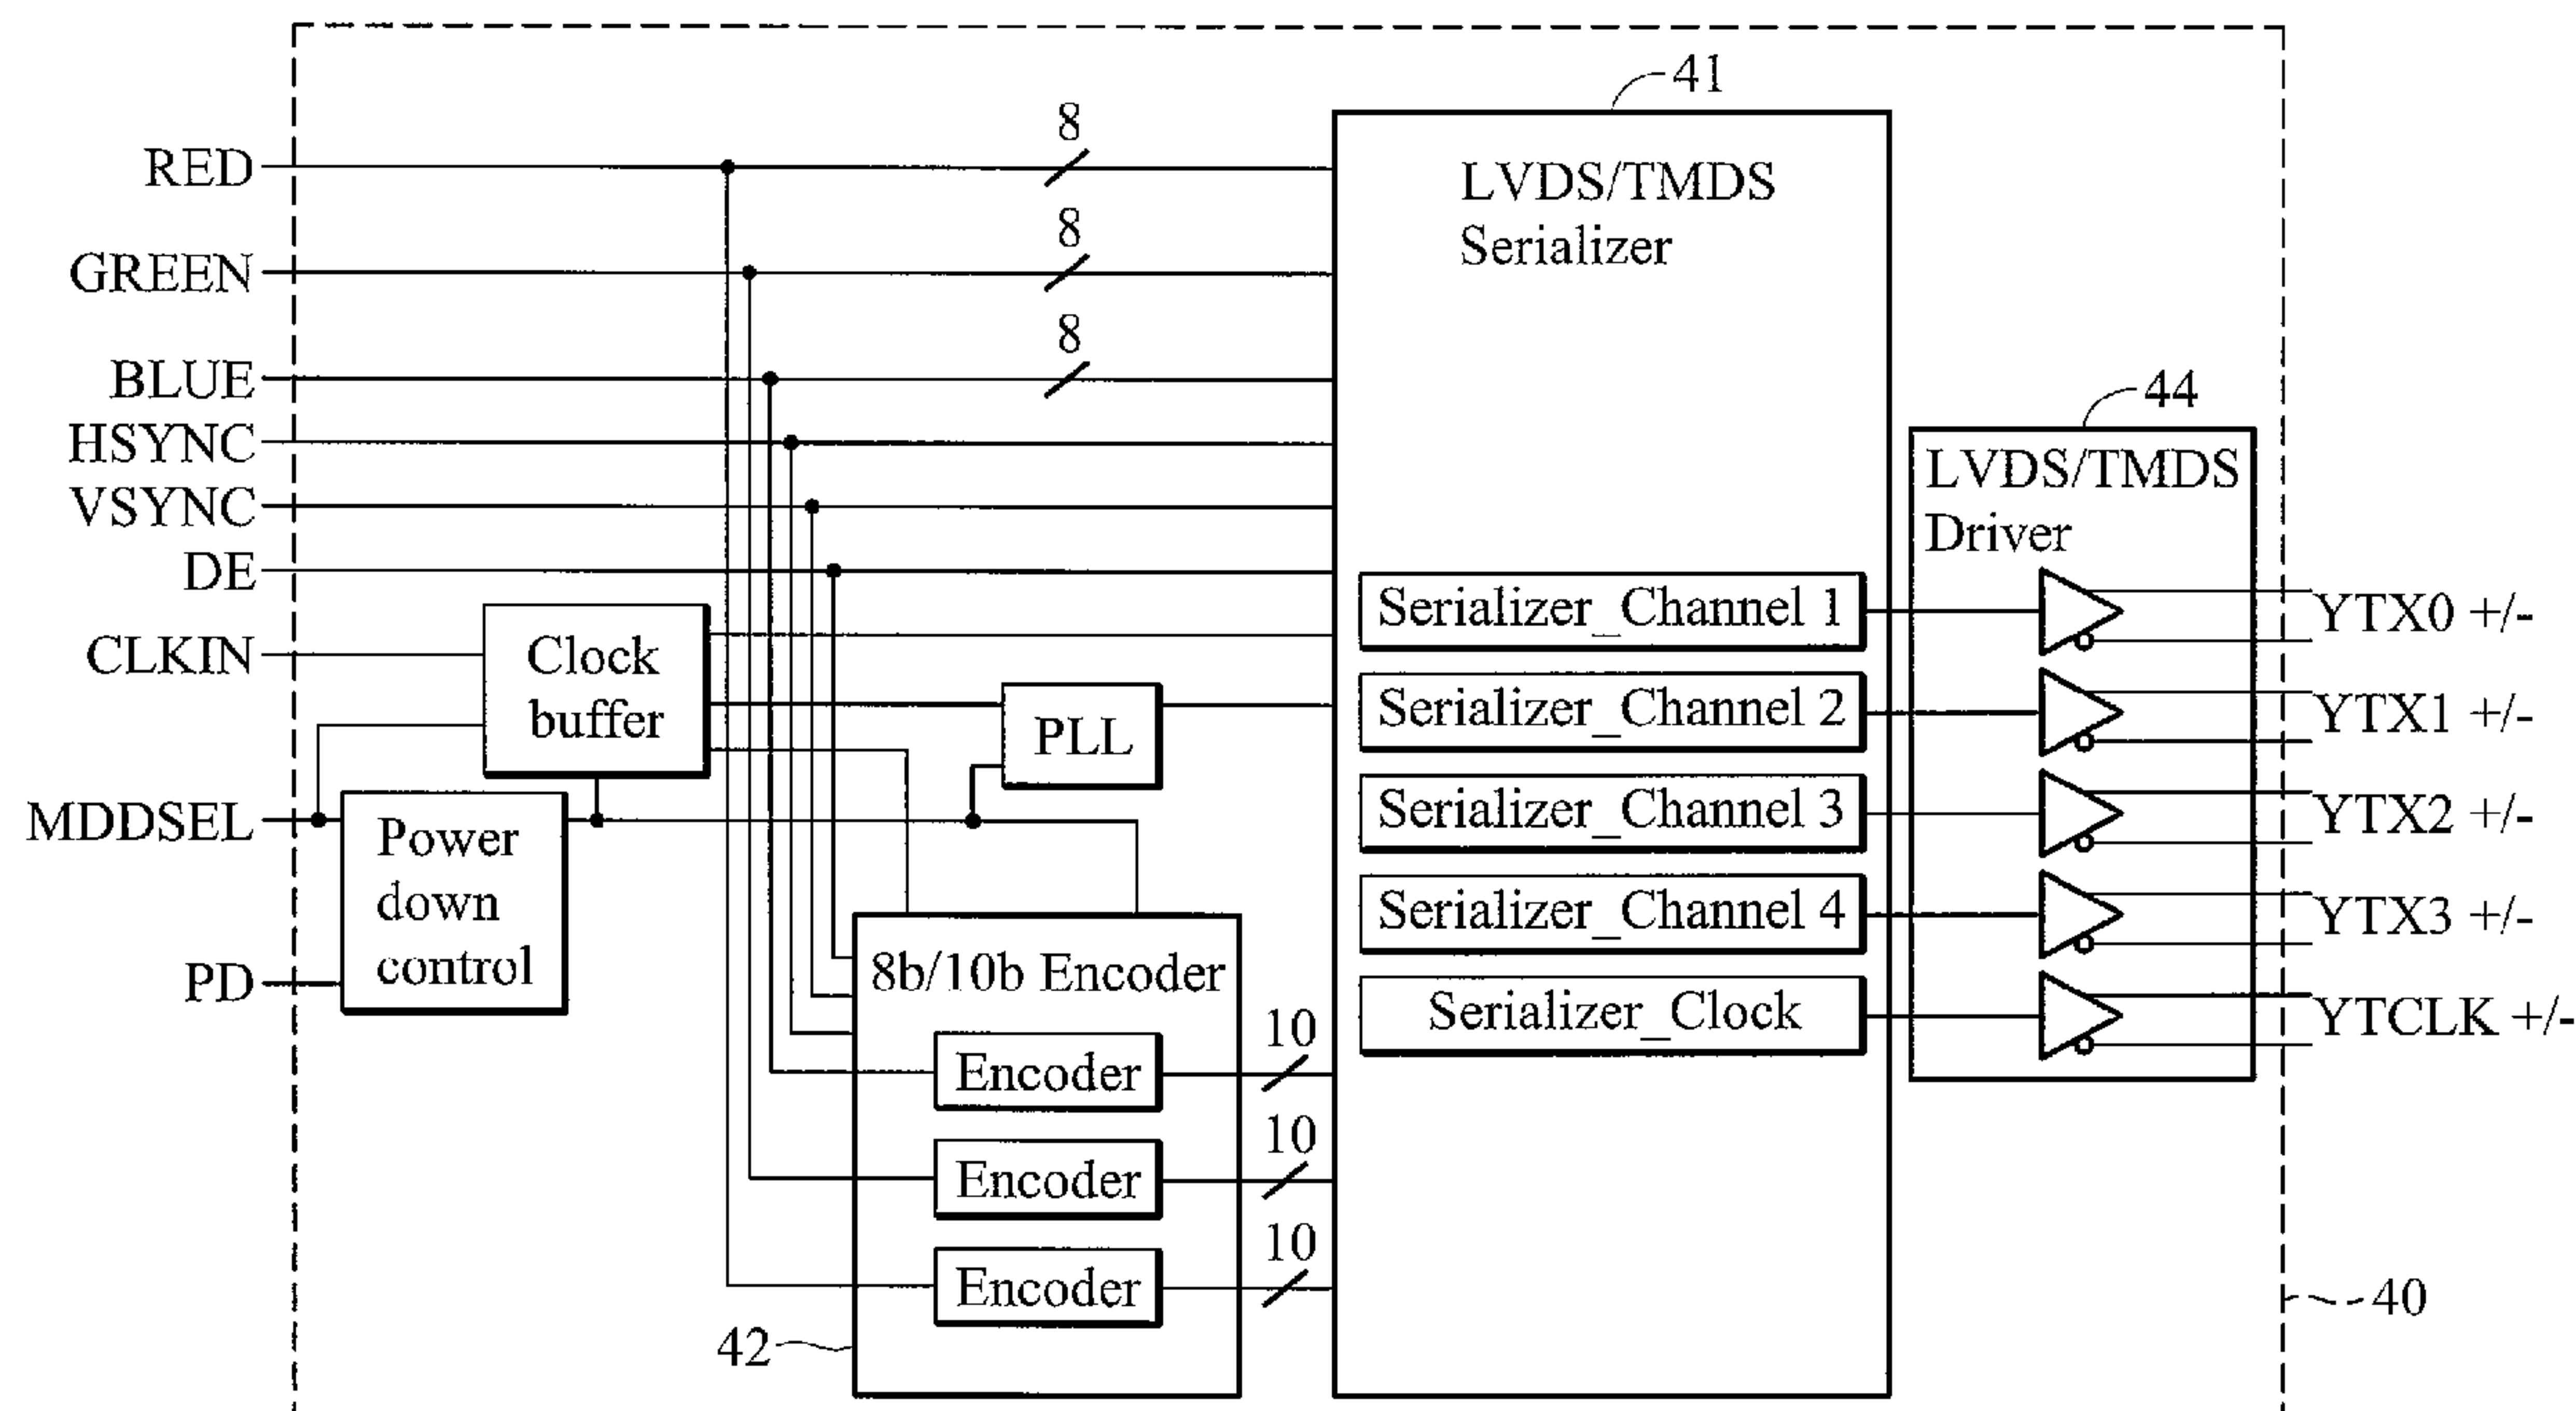 41
8
RED
LVDS/TMDS
Serializer
8
GREEN
8
BLUE
44
HSYNC
LVDS/TMDS
Driver
VSYNC
DE
Serializer_Channel 1
YTX0 +/-
CLKIN
Clock
buffer
Serializer_Channel 2
YTX1 +/-
PLL
MDDSEL
Power
down
control
Serializer_Channel 3
YTX2 +/-
Serializer_Channel 4
YTX3 +/-
PD
8b/10b Encoder
Serializer_Clock
YTCLK +/-
Encoder
10
Encoder
10
Encoder
10
40
42